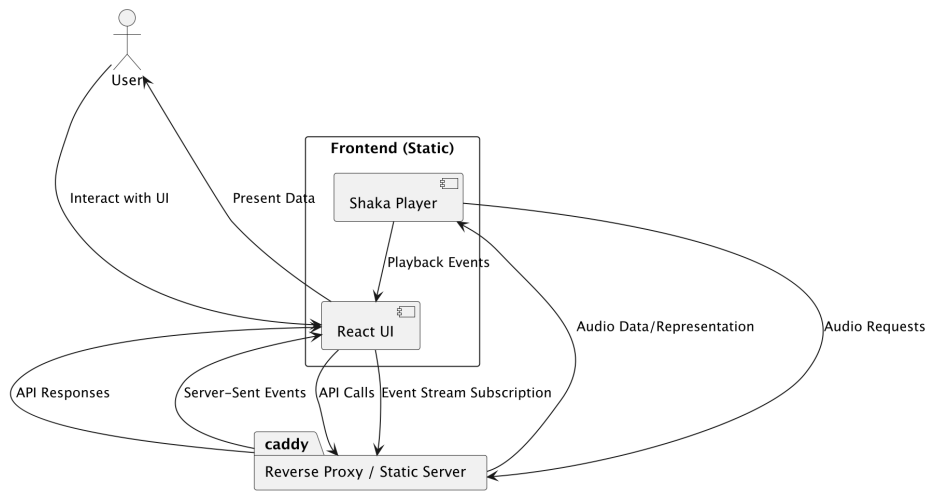 User
Frontend (Static)
Shaka Player
Interact with UI
Present Data
Playback Events
React UI
Audio Data/Representation
Audio Requests
API Responses
Server-Sent Events
API Calls
Event Stream Subscription
caddy
Reverse Proxy / Static Server